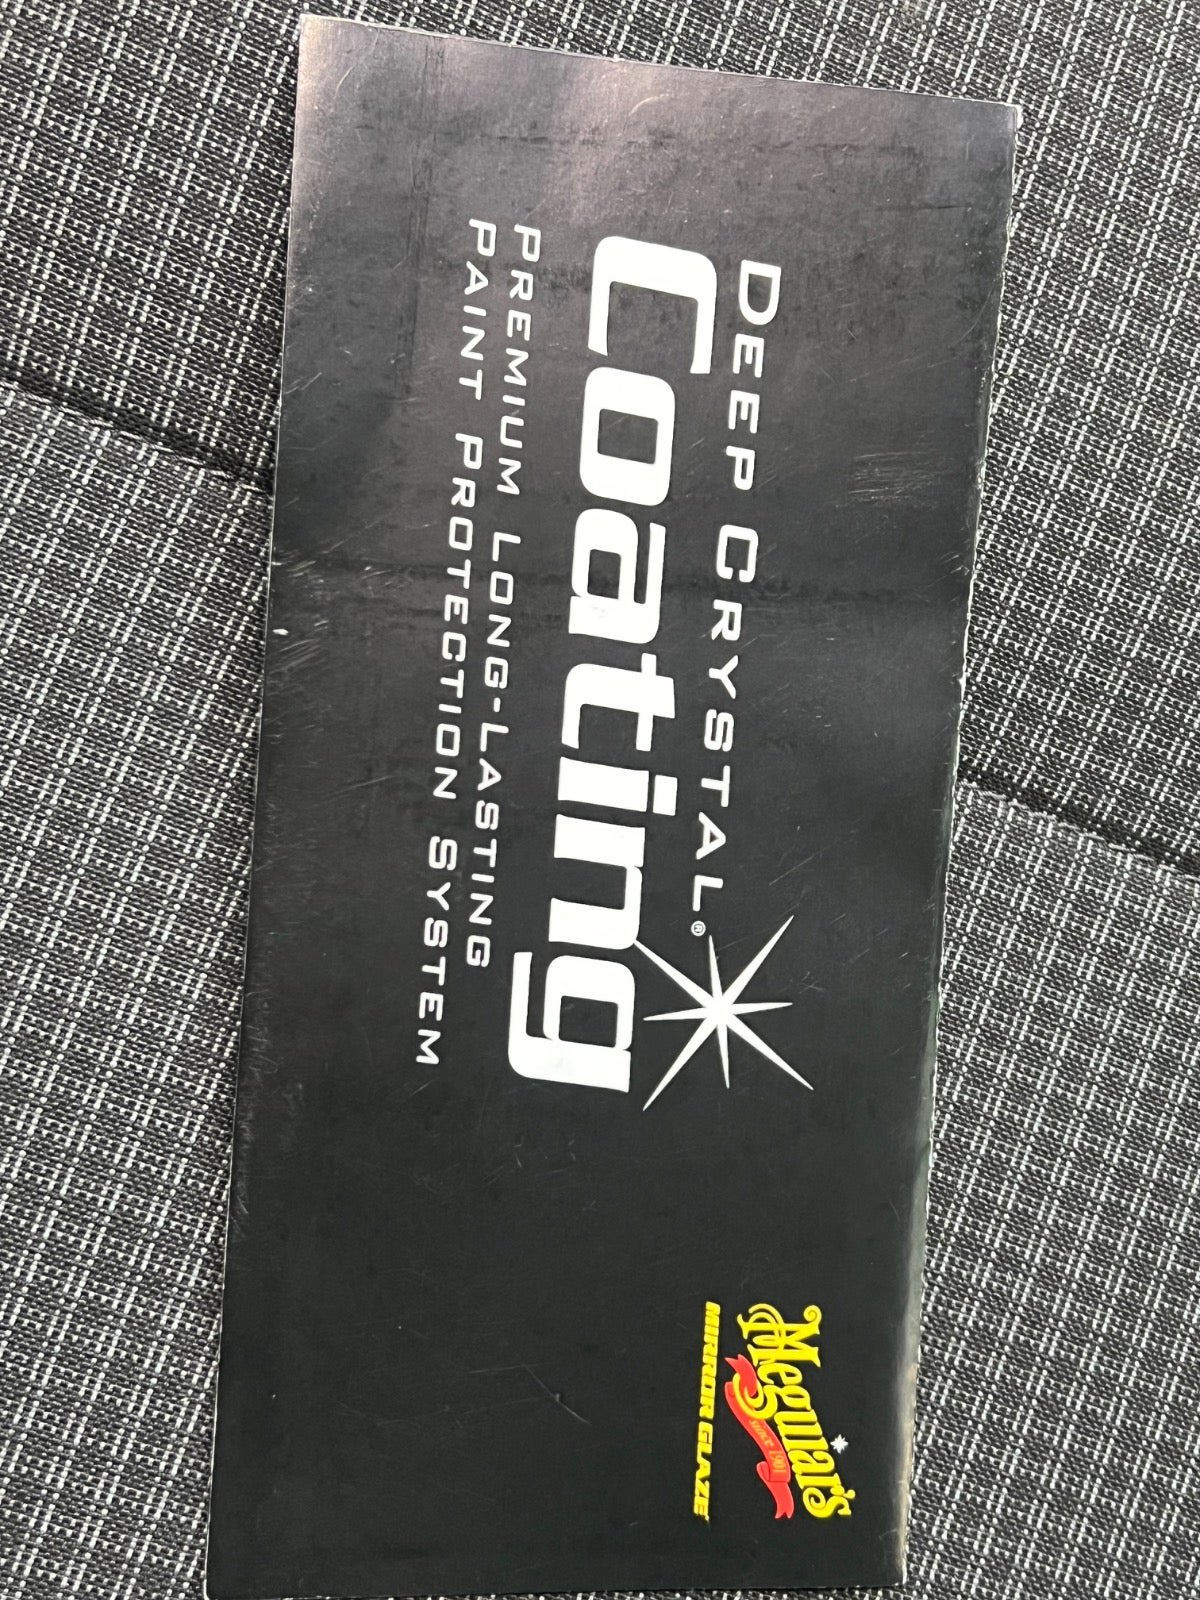 DEEP CRYSTAL®
Coating
PREMIUM LONG-LASTING
PAINT PROTECTION SYSTEM
Meguiar's
since 1901
MIRROR GLAZE